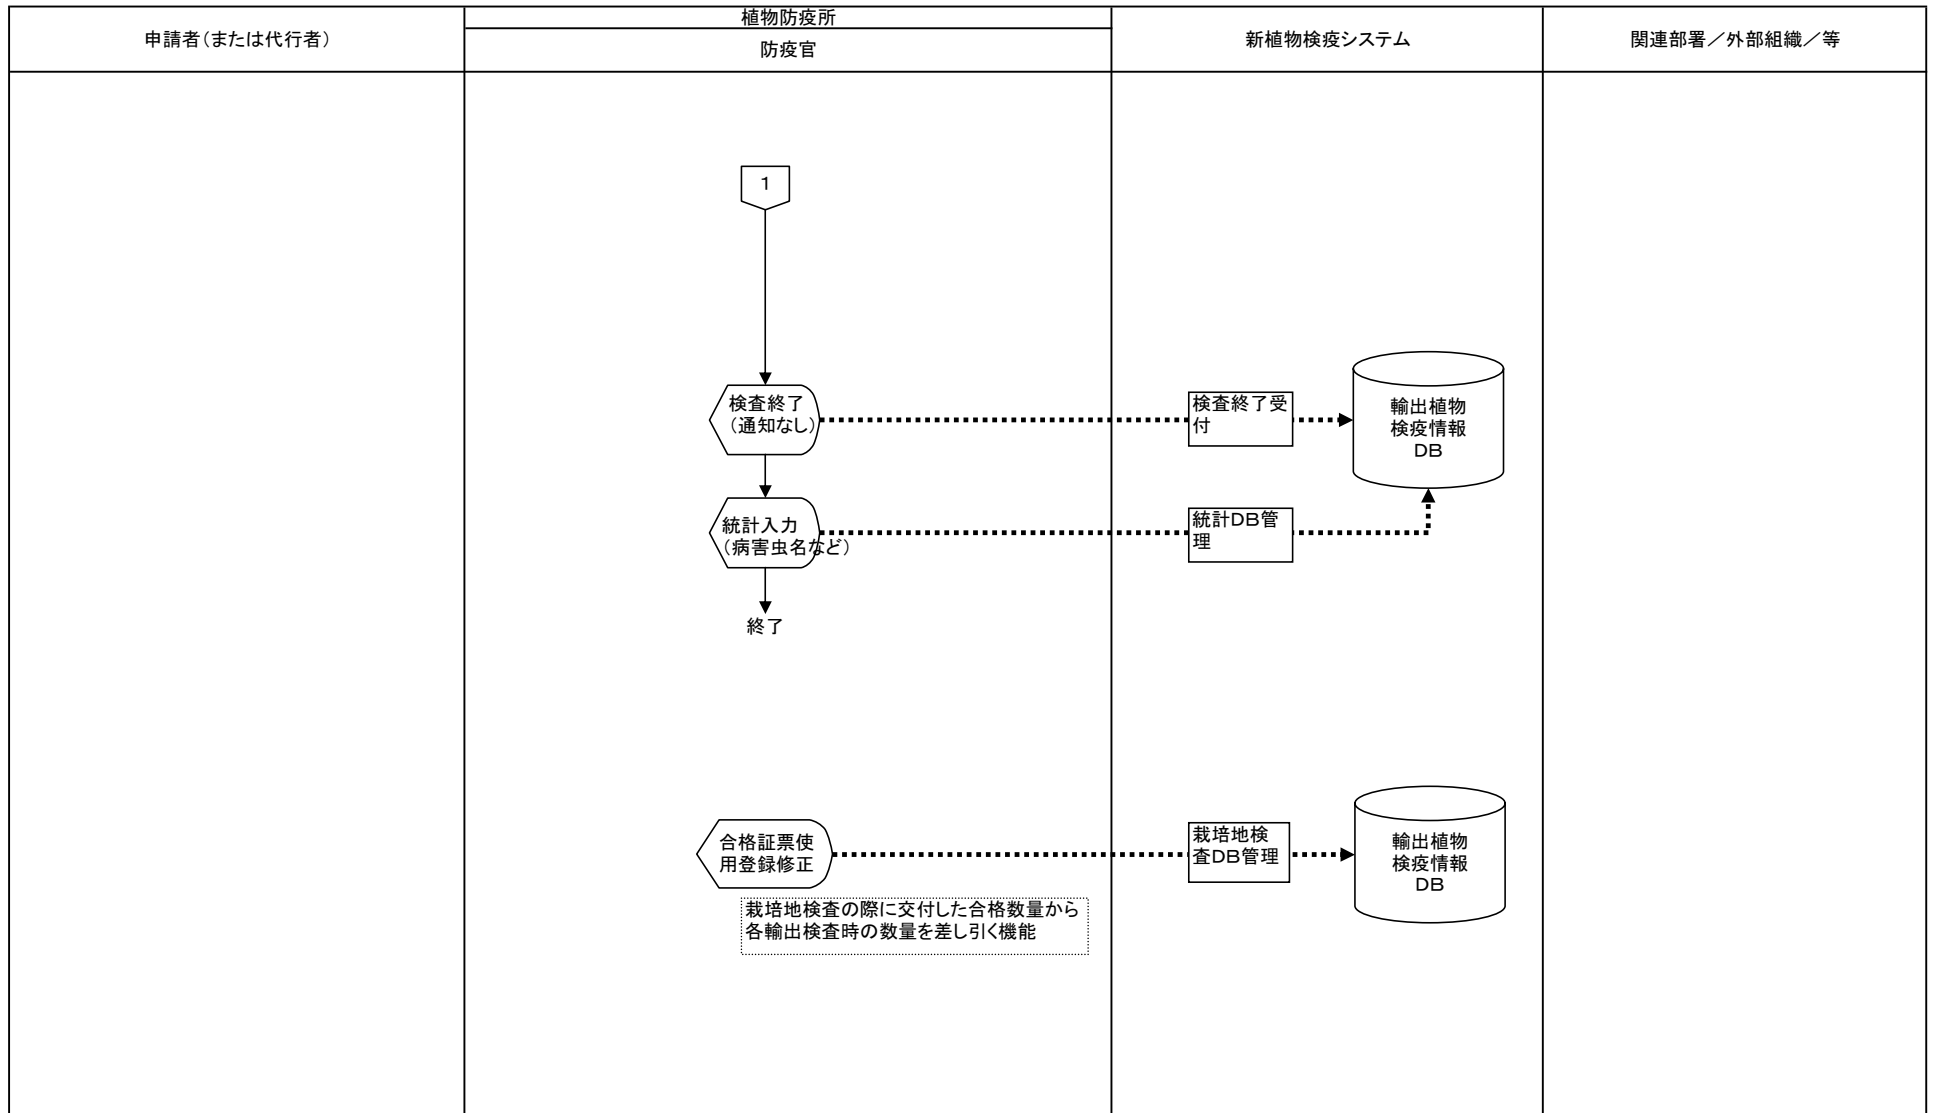 申請者（または代行者）
植物防疫所
防疫官
新植物検疫システム
関連部署／外部組織／等
1
検査終了
（通知なし）
検査終了受
付
輸出植物
検疫情報
DB
統計入力
（病害虫名など）
統計DB管
理
終了
合格証票使
用登録修正
栽培地検
査DB管理
輸出植物
検疫情報
DB
栽培地検査の際に交付した合格数量から
各輸出検査時の数量を差し引く機能